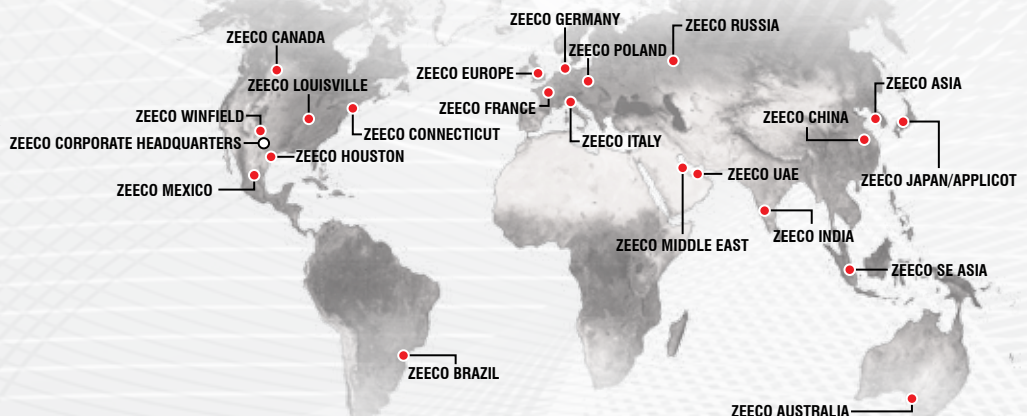 ZEECO GERMANY
ZEECO RUSSIA
ZEECO CANADA
ZEECO POLAND
ZEECO EUROPE
ZEECO LOUISVILLE
ZEECO ASIA
ZEECO FRANCE
ZEECO WINFIELD
ZEECO CHINA
ZEECO CONNECTICUT
ZEECO CORPORATE HEADQUARTERS
ZEECO ITALY
ZEECO HOUSTON
ZEECO UAE
ZEECO JAPAN/APPLICOT
ZEECO MEXICO
ZEECO INDIA
ZEECO MIDDLE EAST
ZEECO SE ASIA
ZEECO BRAZIL
ZEECO AUSTRALIA